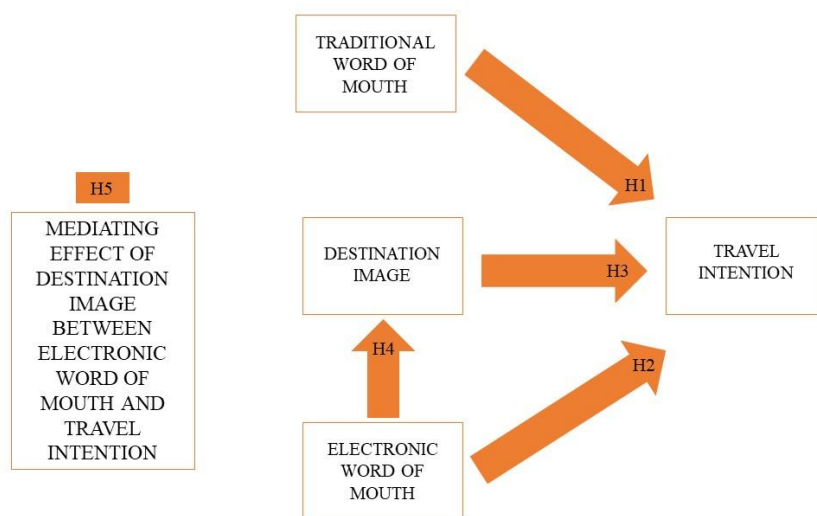 TRADITIONAL
WORD OF
MOUTH
H1
H5
MEDIATING
EFFECT OF
DESTINATION
IMAGE
BETWEEN
ELECTRONIC
WORD OF
MOUTH AND
TRAVEL
INTENTION
DESTINATION
IMAGE
H3
TRAVEL
INTENTION
H4
H2
ELECTRONIC
WORD OF
MOUTH